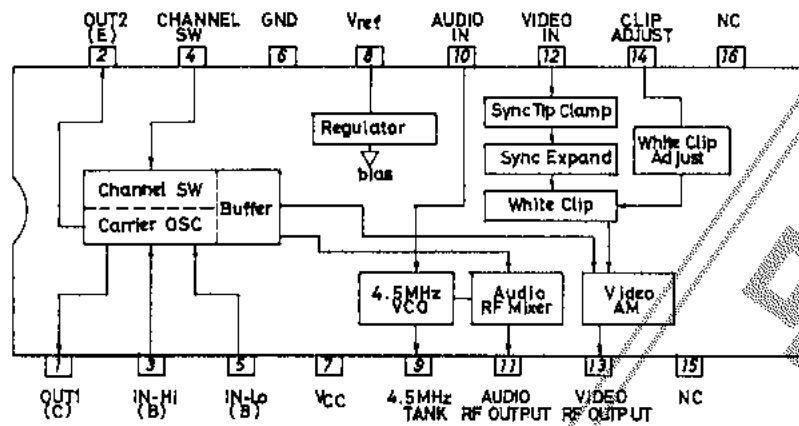 OUT2 (E)
CHANNEL SW
GND
Vref
AUDIO IN
VIDEO IN
CLIP ADJUST
NC
2
4
6
8
10
12
14
16
Sync Tip Clamp
Regulator
White Clip Adjust
bias
Sync Expand
Channel SW
Buffer
White Clip
Carrier OSC
4.5MHz VCO
Audio RF Mixer
Video AM
1
3
5
7
9
11
13
15
OUT1 (C)
IN-Hi (B)
IN-Lo (B)
VCC
4.5MHz TANK
AUDIO RF OUTPUT
VIDEO RF OUTPUT
NC